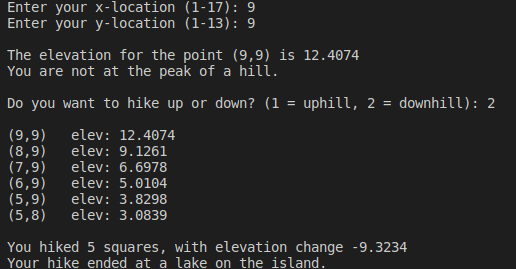 Enter your x-location (1-17): 9
Enter your y-location (1-13): 9
The elevation for the point (9,9) is 12.4074
You are not at the peak of a hill.
Do you want to hike up or down? (1 = uphill, 2 = downhill): 2
(9,9)   elev: 12.4074
(8,9)   elev: 9.1261
(7,9)   elev: 6.6978
(6,9)   elev: 5.0104
(5,9)   elev: 3.8298
(5,8)   elev: 3.0839
You hiked 5 squares, with elevation change -9.3234
Your hike ended at a lake on the island.